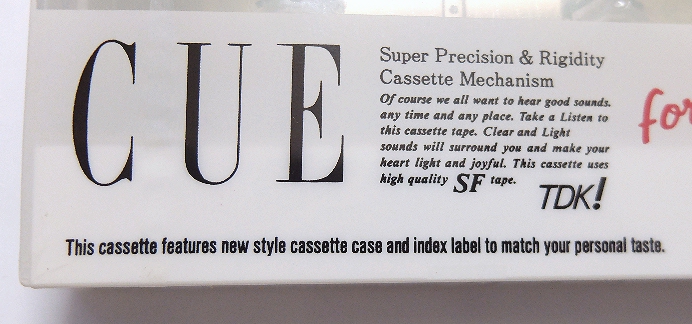 CUE
Super Precision & Rigidity
Cassette Mechanism
Of course we all want to hear good sounds.
any time and any place. Take a Listen to
this cassette tape. Clear and Light
sounds will surround you and make your
heart light and joyful. This cassette uses
high quality SF tape.
TDK!
for
This cassette features new style cassette case and index label to match your personal taste.